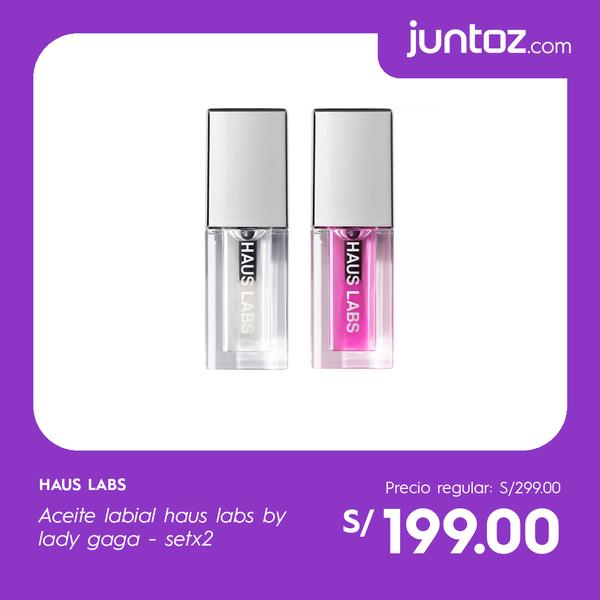 juntoz.com
HAUS LABS
HAUS LABS
HAUS LABS
Aceite labial haus labs by
lady gaga - setx2
Precio regular: S/299.00
S/199.00